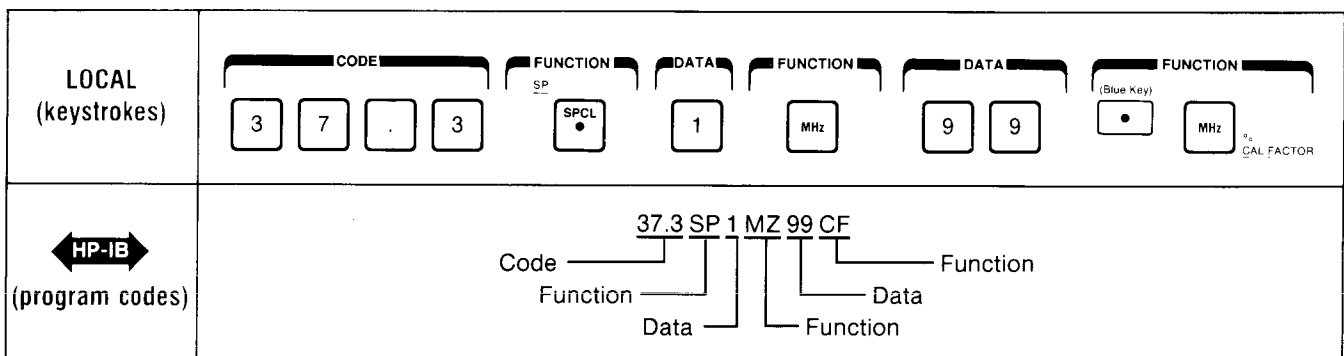 LOCAL
(keystrokes)
CODE FUNCTION DATA FUNCTION DATA FUNCTION
SP (Blue Key)
3 7 . 3 SPCL 1 MHz 9 9 MHz
% CAL FACTOR
HP-IB
(program codes)
37.3 SP 1 MZ 99 CF
Code Function
Function Data
Data Function